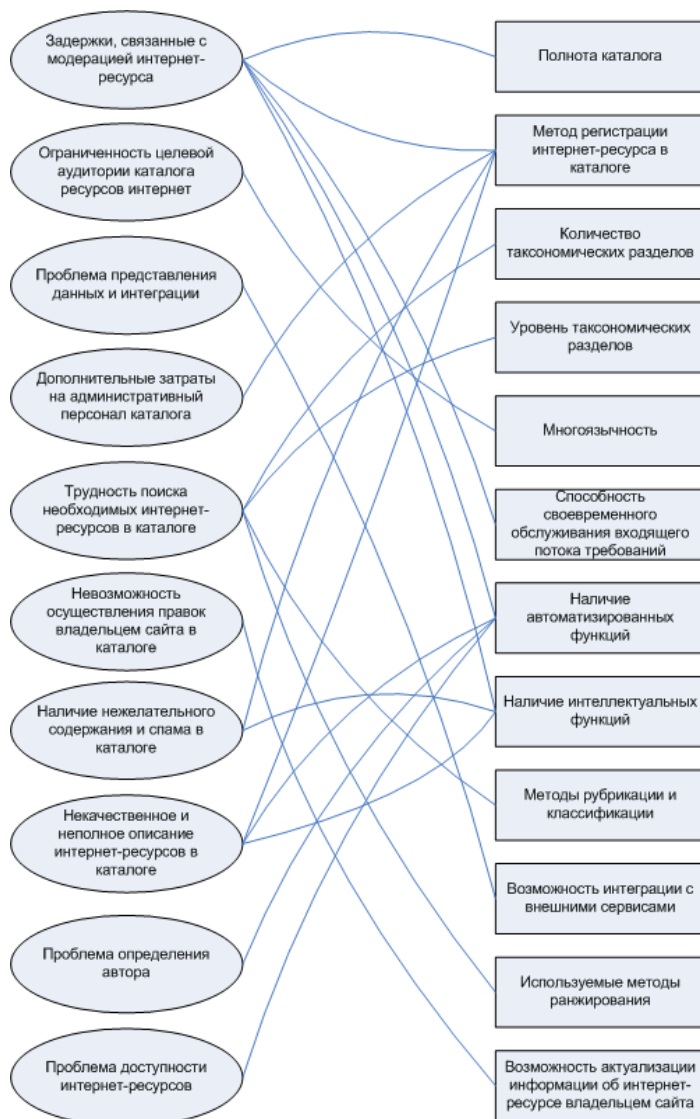 Задержки, связанные с
модерацией интернет-
ресурса
Ограниченность целевой
аудитории каталога
ресурсов интернет
Проблема представления
данных и интеграции
Дополнительные затраты
на административный
персонал каталога
Трудность поиска
необходимых интернет-
ресурсов в каталоге
Невозможность
осуществления правок
владельцем сайта в
каталоге
Наличие нежелательного
содержания и спама в
каталоге
Некачественное и
неполное описание
интернет-ресурсов в
каталоге
Проблема определения
автора
Проблема доступности
интернет-ресурсов
Полнота каталога
Метод регистрации
интернет-ресурса в
каталоге
Количество
таксономических разделов
Уровень таксономических
разделов
Многоязычность
Способность
своевременного
обслуживания входящего
потока требований
Наличие
автоматизированных
функций
Наличие интеллектуальных
функций
Методы рубрикации и
классификации
Возможность интеграции с
внешними сервисами
Используемые методы
ранжирования
Возможность актуализации
информации об интернет-
ресурсе владельцем сайта